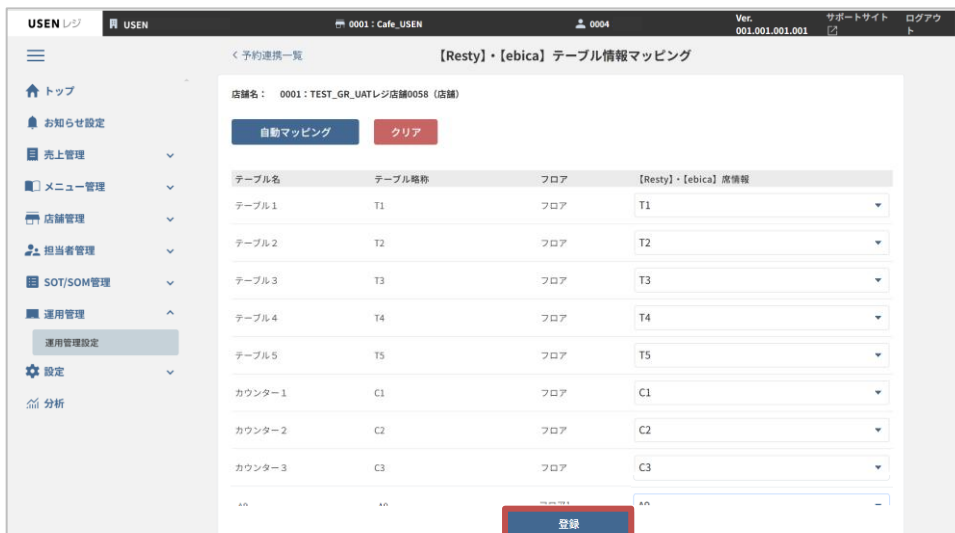 USEN レジ USEN 0001：Cafe_USEN 0004 Ver. 001.001.001.001 サポートサイト ログアウト
く 予約連携一覧 【Resty】・【ebica】テーブル情報マッピング
トップ
お知らせ設定
売上管理
メニュー管理
店舗管理
担当者管理
SOT/SOM管理
運用管理
運用管理設定
設定
分析
店舗名： 0001：TEST_GR_UATレジ店舗0058（店舗）
自動マッピング クリア
テーブル名 テーブル略称 フロア 【Resty】・【ebica】席情報
テーブル１ T1 フロア T1
テーブル２ T2 フロア T2
テーブル３ T3 フロア T3
テーブル４ T4 フロア T4
テーブル５ T5 フロア T5
カウンター１ C1 フロア C1
カウンター２ C2 フロア C2
カウンター３ C3 フロア C3
登録